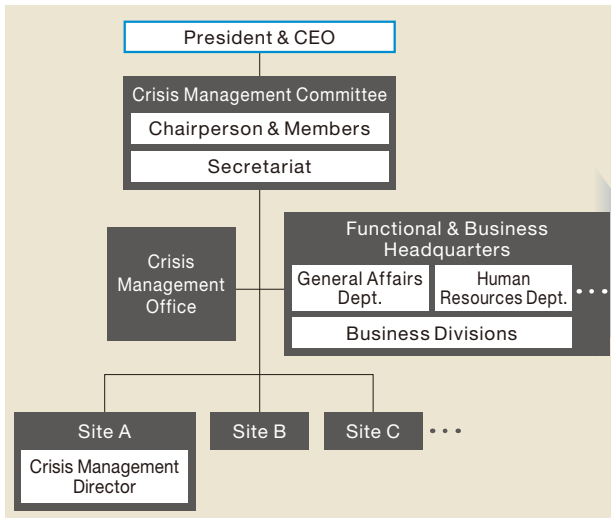 President & CEO
Crisis Management Committee
Chairperson & Members
Secretariat
Crisis
Management
Office
Functional & Business
Headquarters
General Affairs
Dept.
Human
Resources Dept.
...
Business Divisions
Site A
Crisis Management
Director
Site B
Site C
...